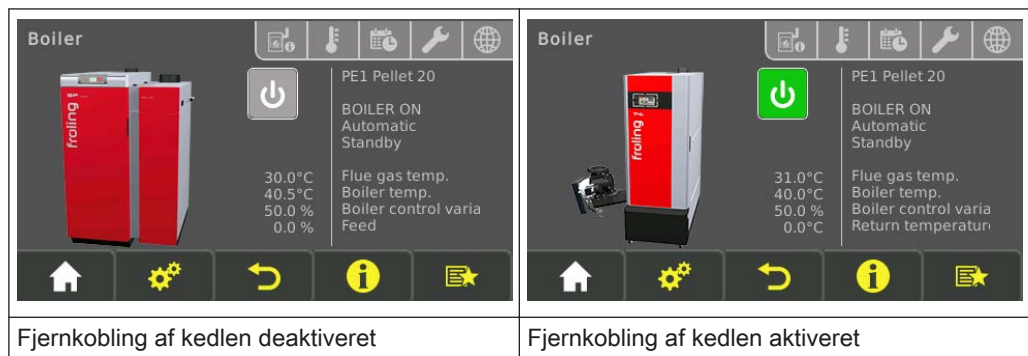 Boiler
PE1 Pellet 20
BOILER ON
Automatic
Standby
30.0°C Flue gas temp.
40.5°C Boiler temp.
50.0 % Boiler control varia
0.0 % Feed
froling
Fjernkobling af kedlen deaktiveret
Boiler
PE1 Pellet 20
BOILER ON
Automatic
Standby
31.0°C Flue gas temp.
40.0°C Boiler temp.
50.0 % Boiler control varia
0.0°C Return temperatur
froling
Fjernkobling af kedlen aktiveret